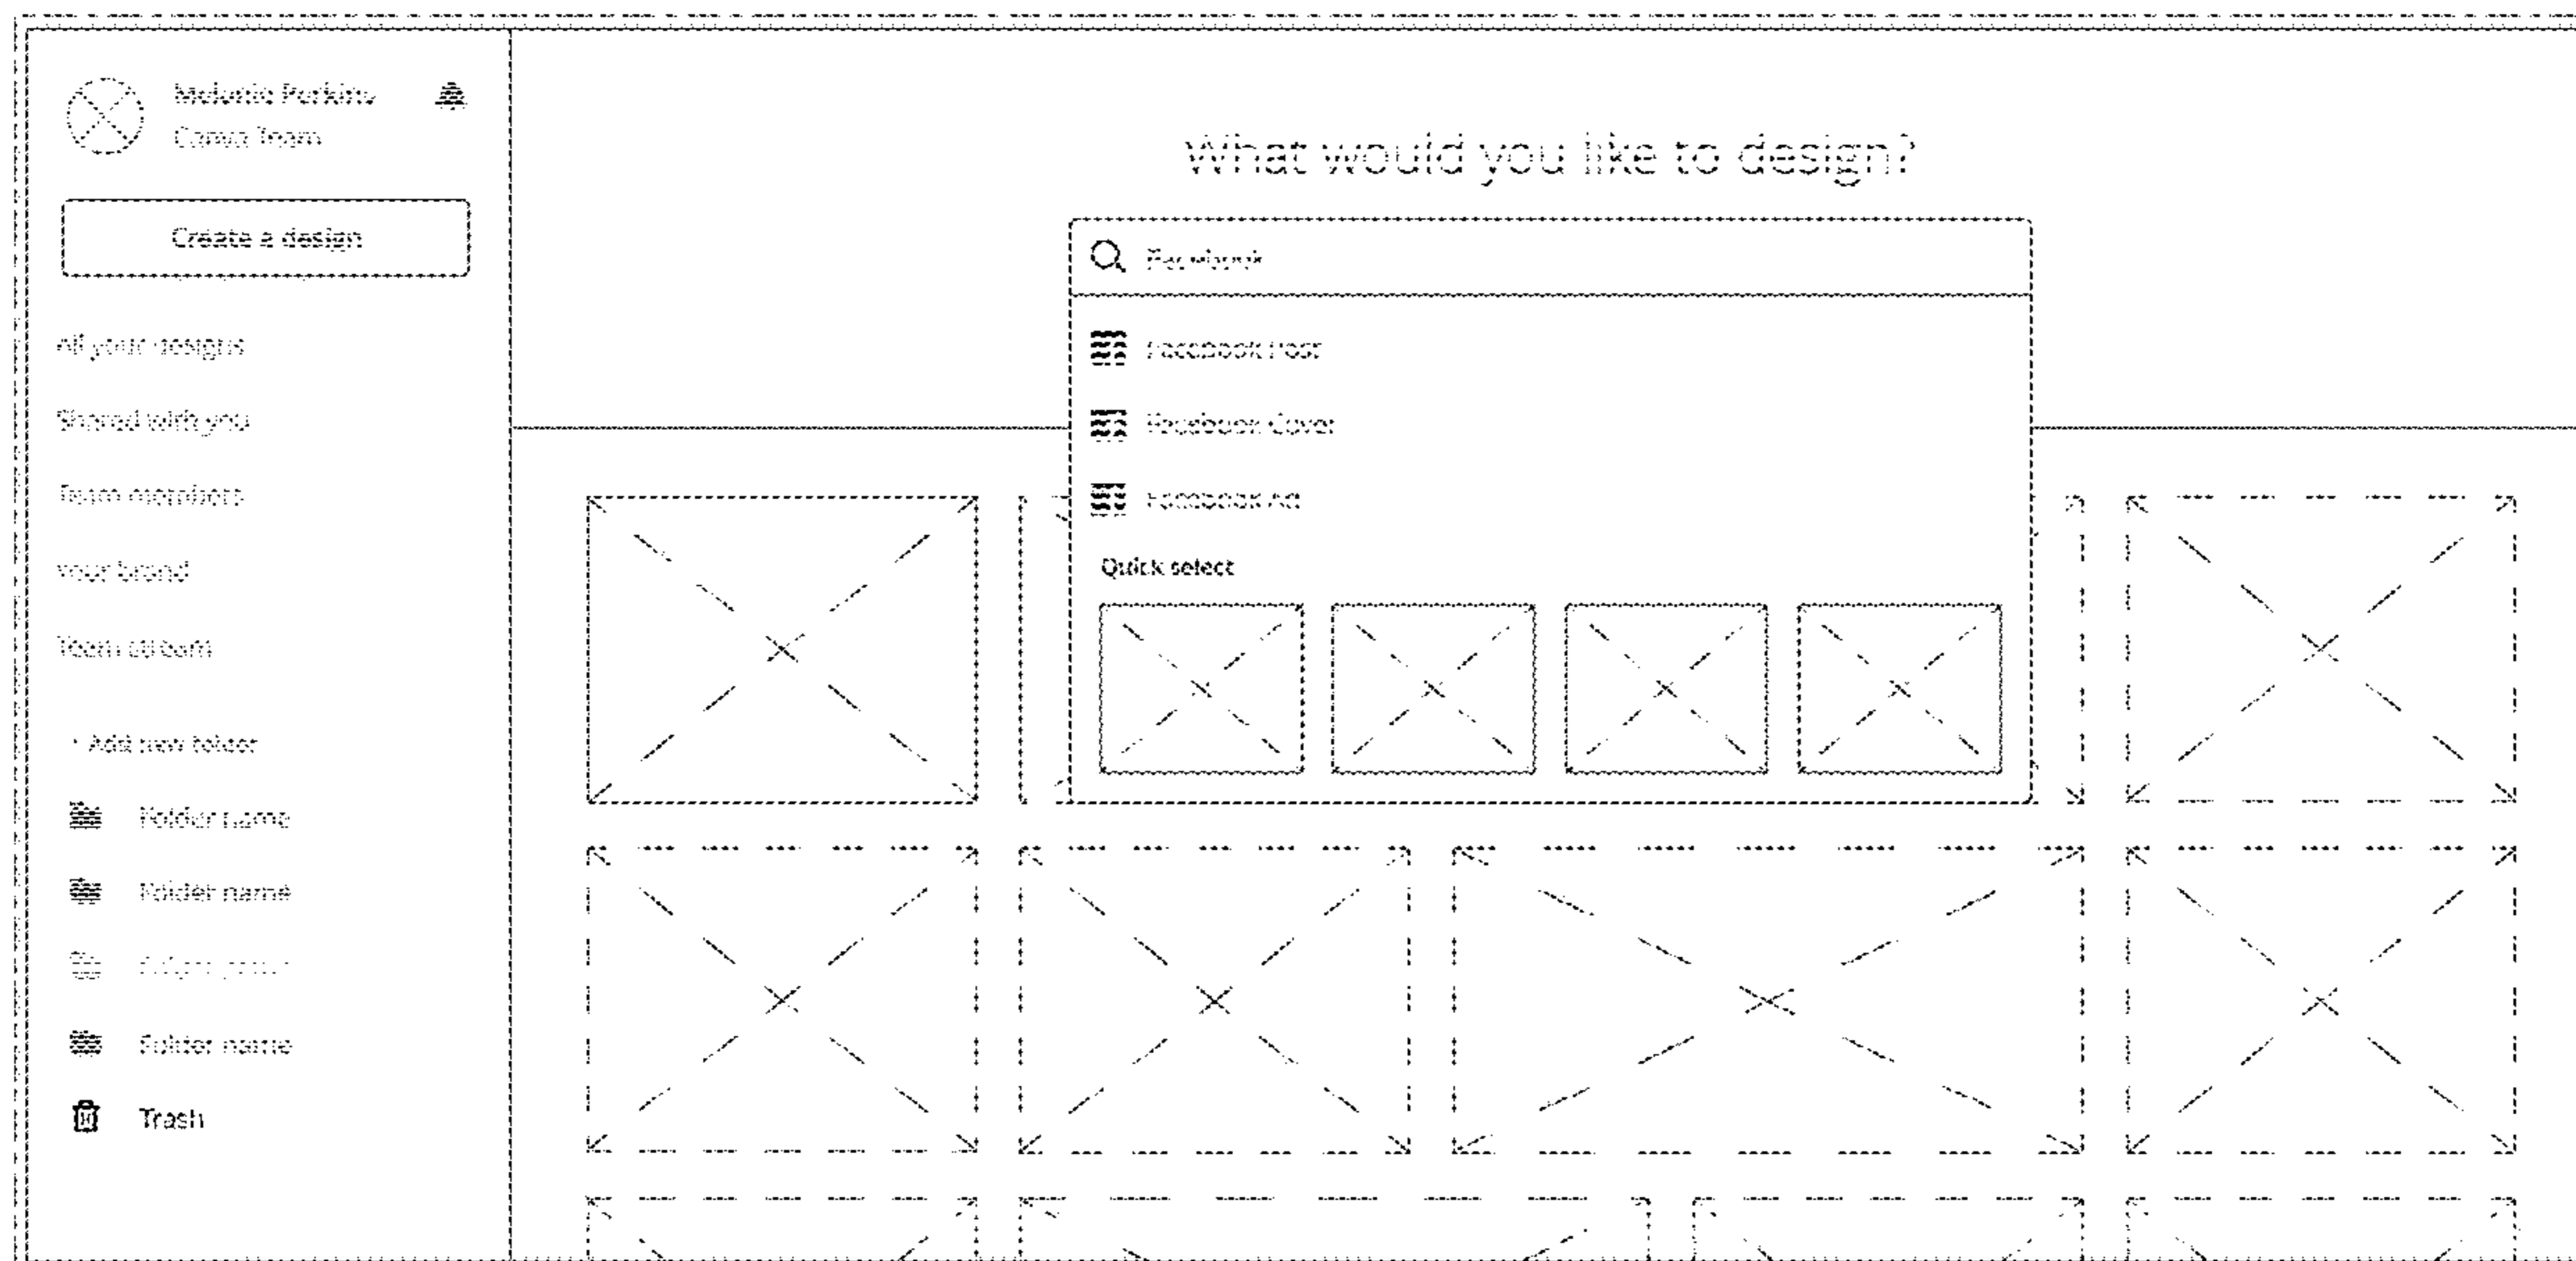 Melanie Perkins
Canva Team
Create a design
All your designs
Shared with you
Team members
Your brand
Team stream
+ Add new folder
Folder name
Folder name
Folder name
Folder name
Trash
What would you like to design?
Facebook
Facebook Post
Facebook Cover
Facebook Ad
Quick select